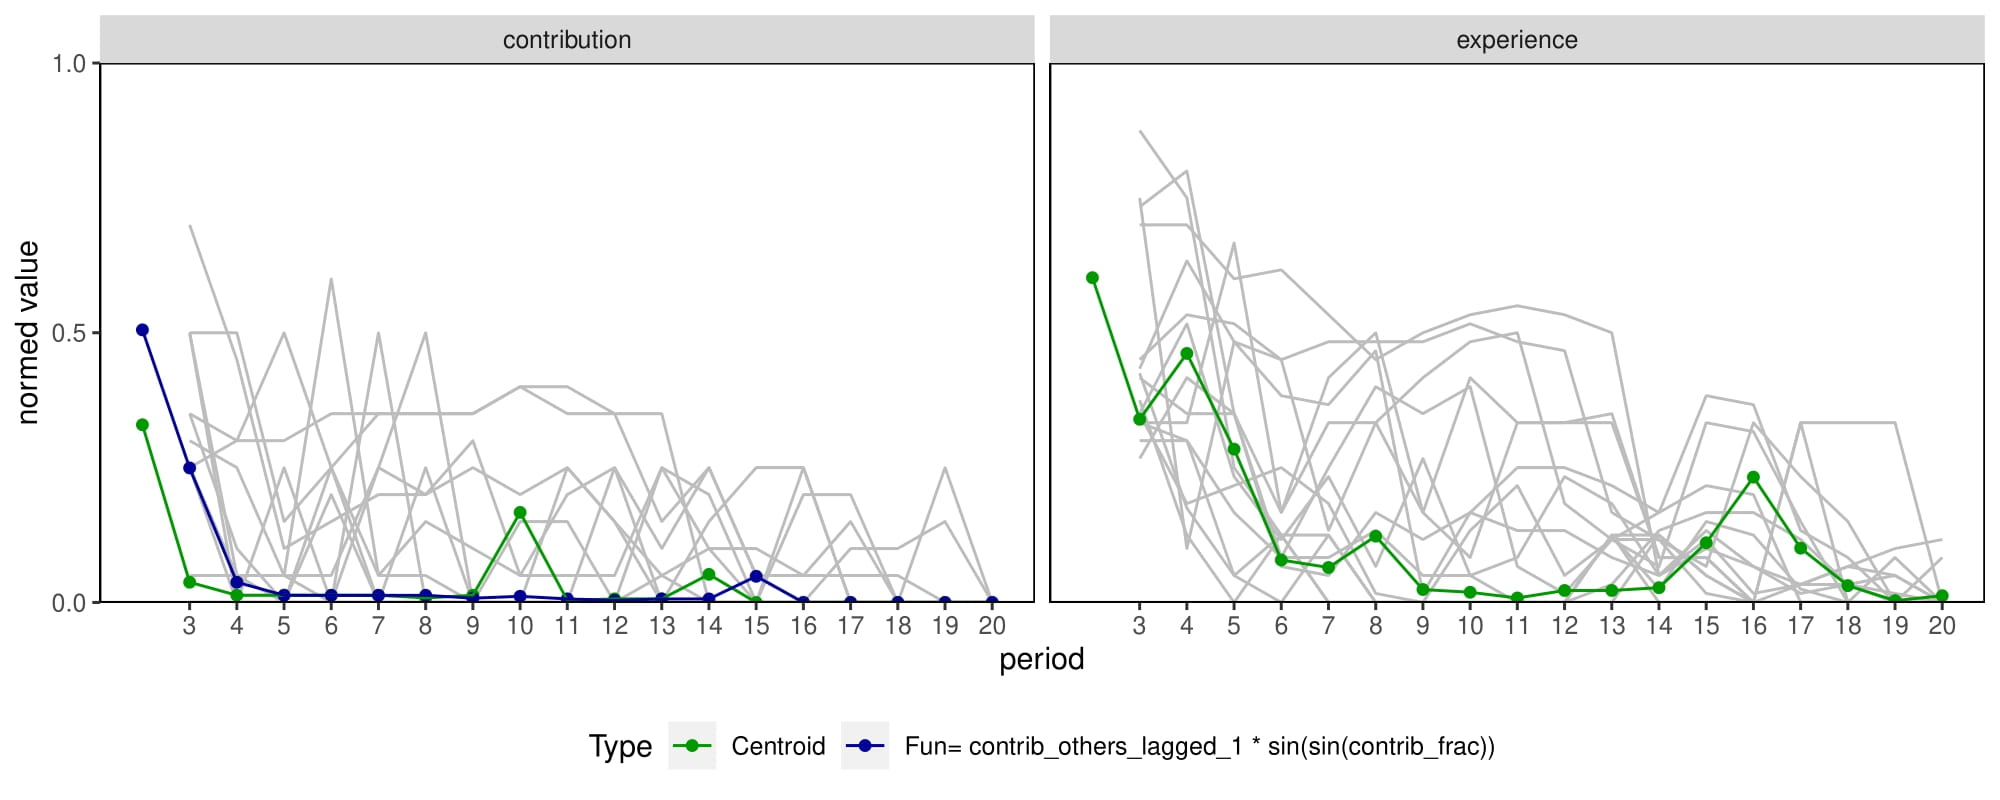 contribution experience
1.0
0.5
0.0
normed value
3 4 5 6 7 8 9 10 11 12 13 14 15 16 17 18 19 20 3 4 5 6 7 8 9 10 11 12 13 14 15 16 17 18 19 20
period
Type Centroid Fun= contrib_others_lagged_1 * sin(sin(contrib_frac))